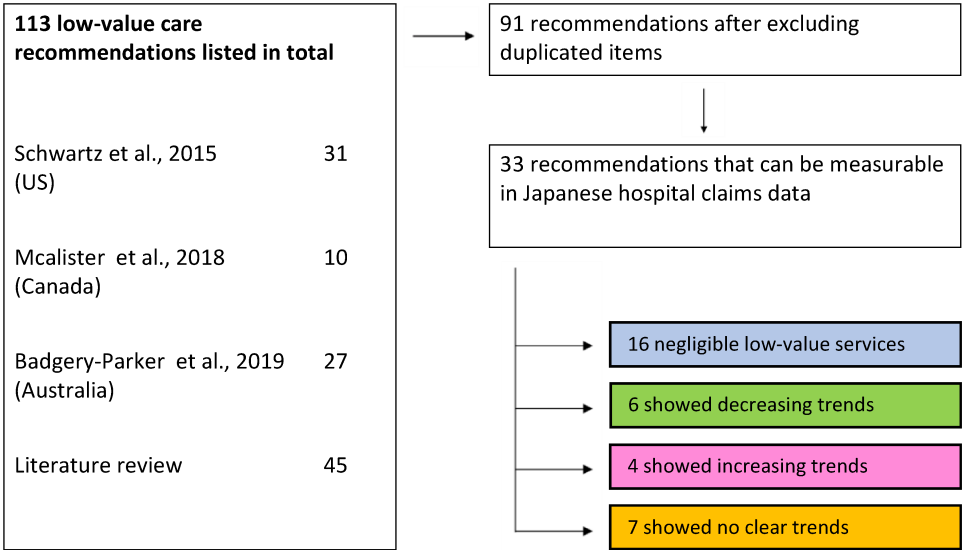 113 low-value care
recommendations listed in total
Schwartz et al., 2015 31
(US)
Mcalister et al., 2018 10
(Canada)
Badgery-Parker et al., 2019 27
(Australia)
Literature review 45
91 recommendations after excluding
duplicated items
33 recommendations that can be measurable
in Japanese hospital claims data
16 negligible low-value services
6 showed decreasing trends
4 showed increasing trends
7 showed no clear trends